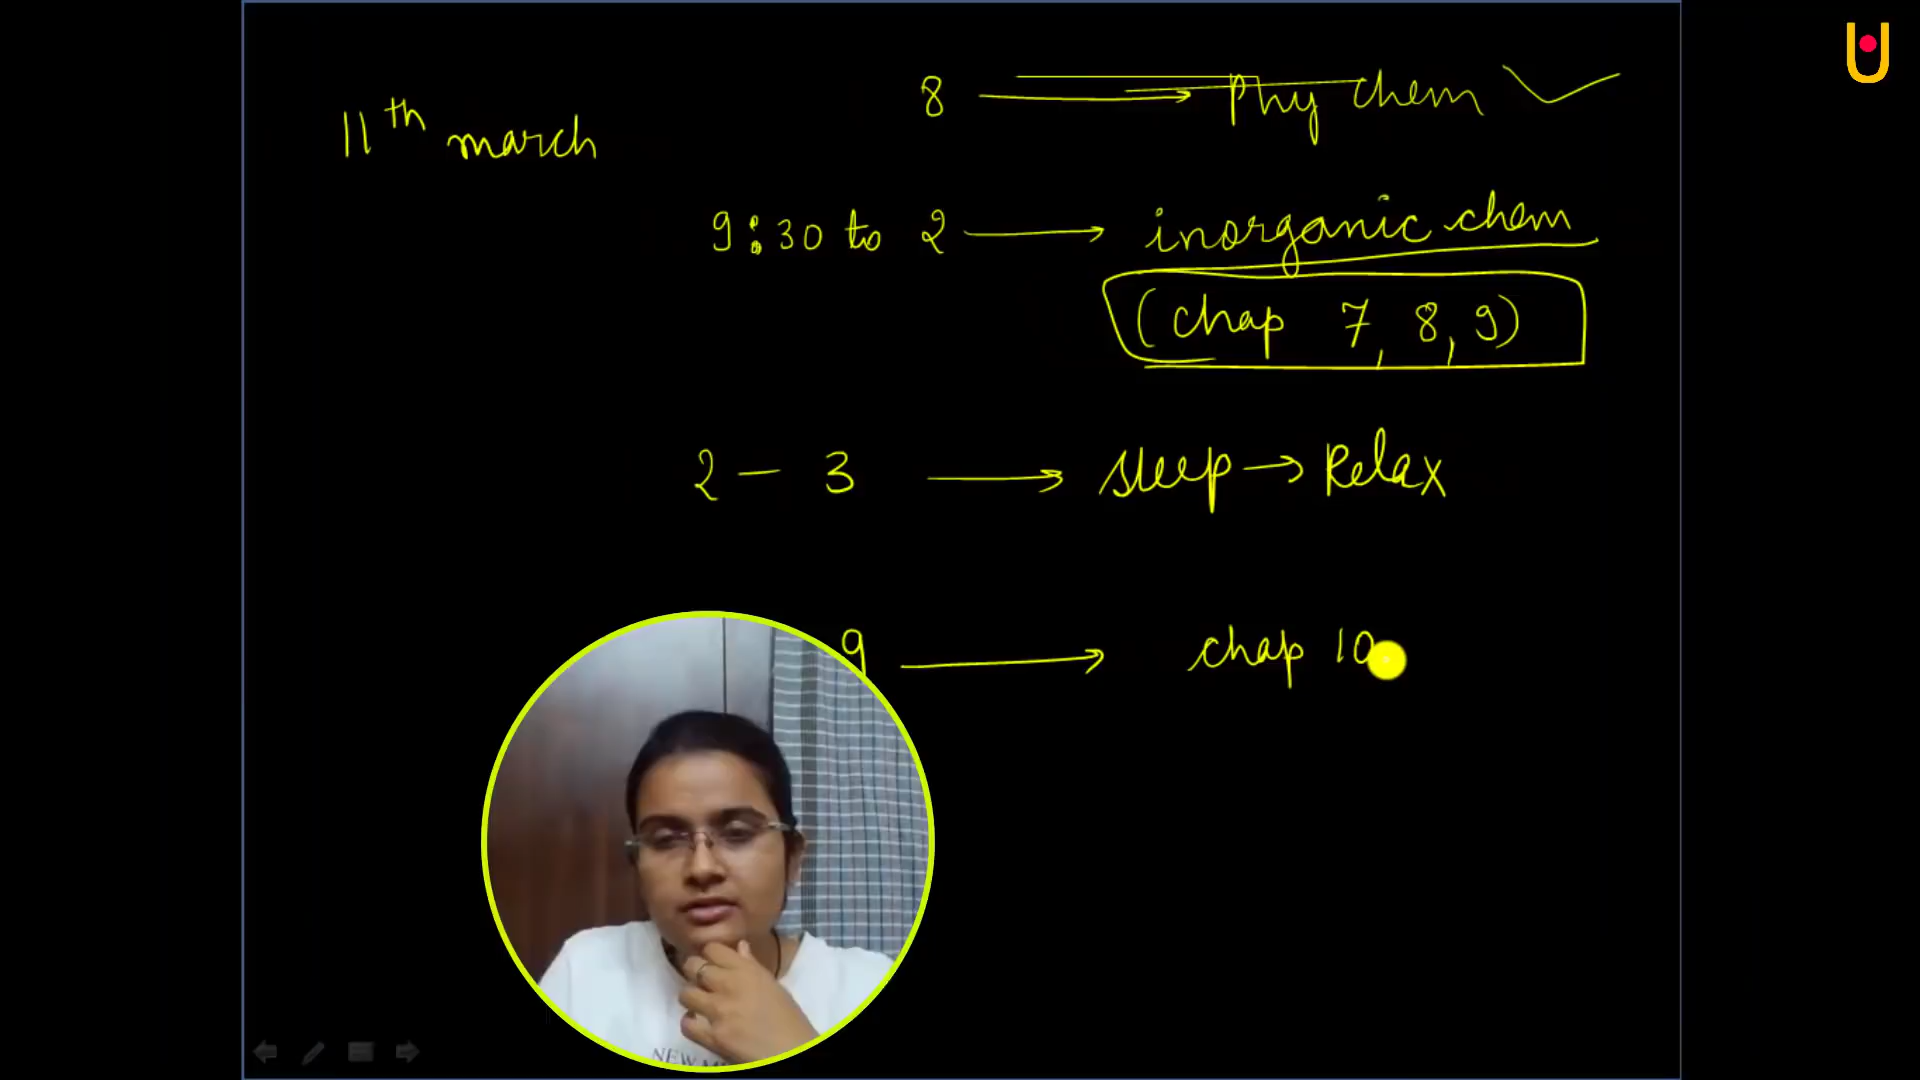 8 → Phy chem
11th march
9:30 to 2 → inorganic chem
(chap 7, 8, 9)
2 - 3 → sleep → Relax
9 → chap 10
NEW